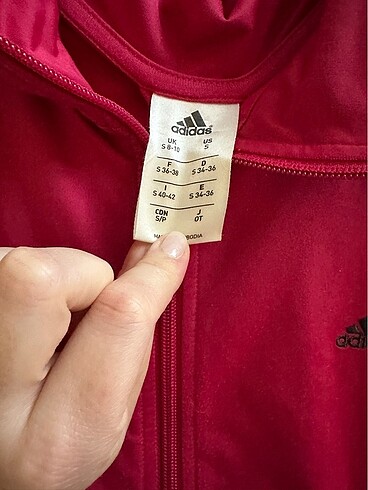 adidas
UK US
S 8-10 S
F D
S 36-38 S 34-36
I E
S 40-42 S 34-36
CDN J
S/P OT